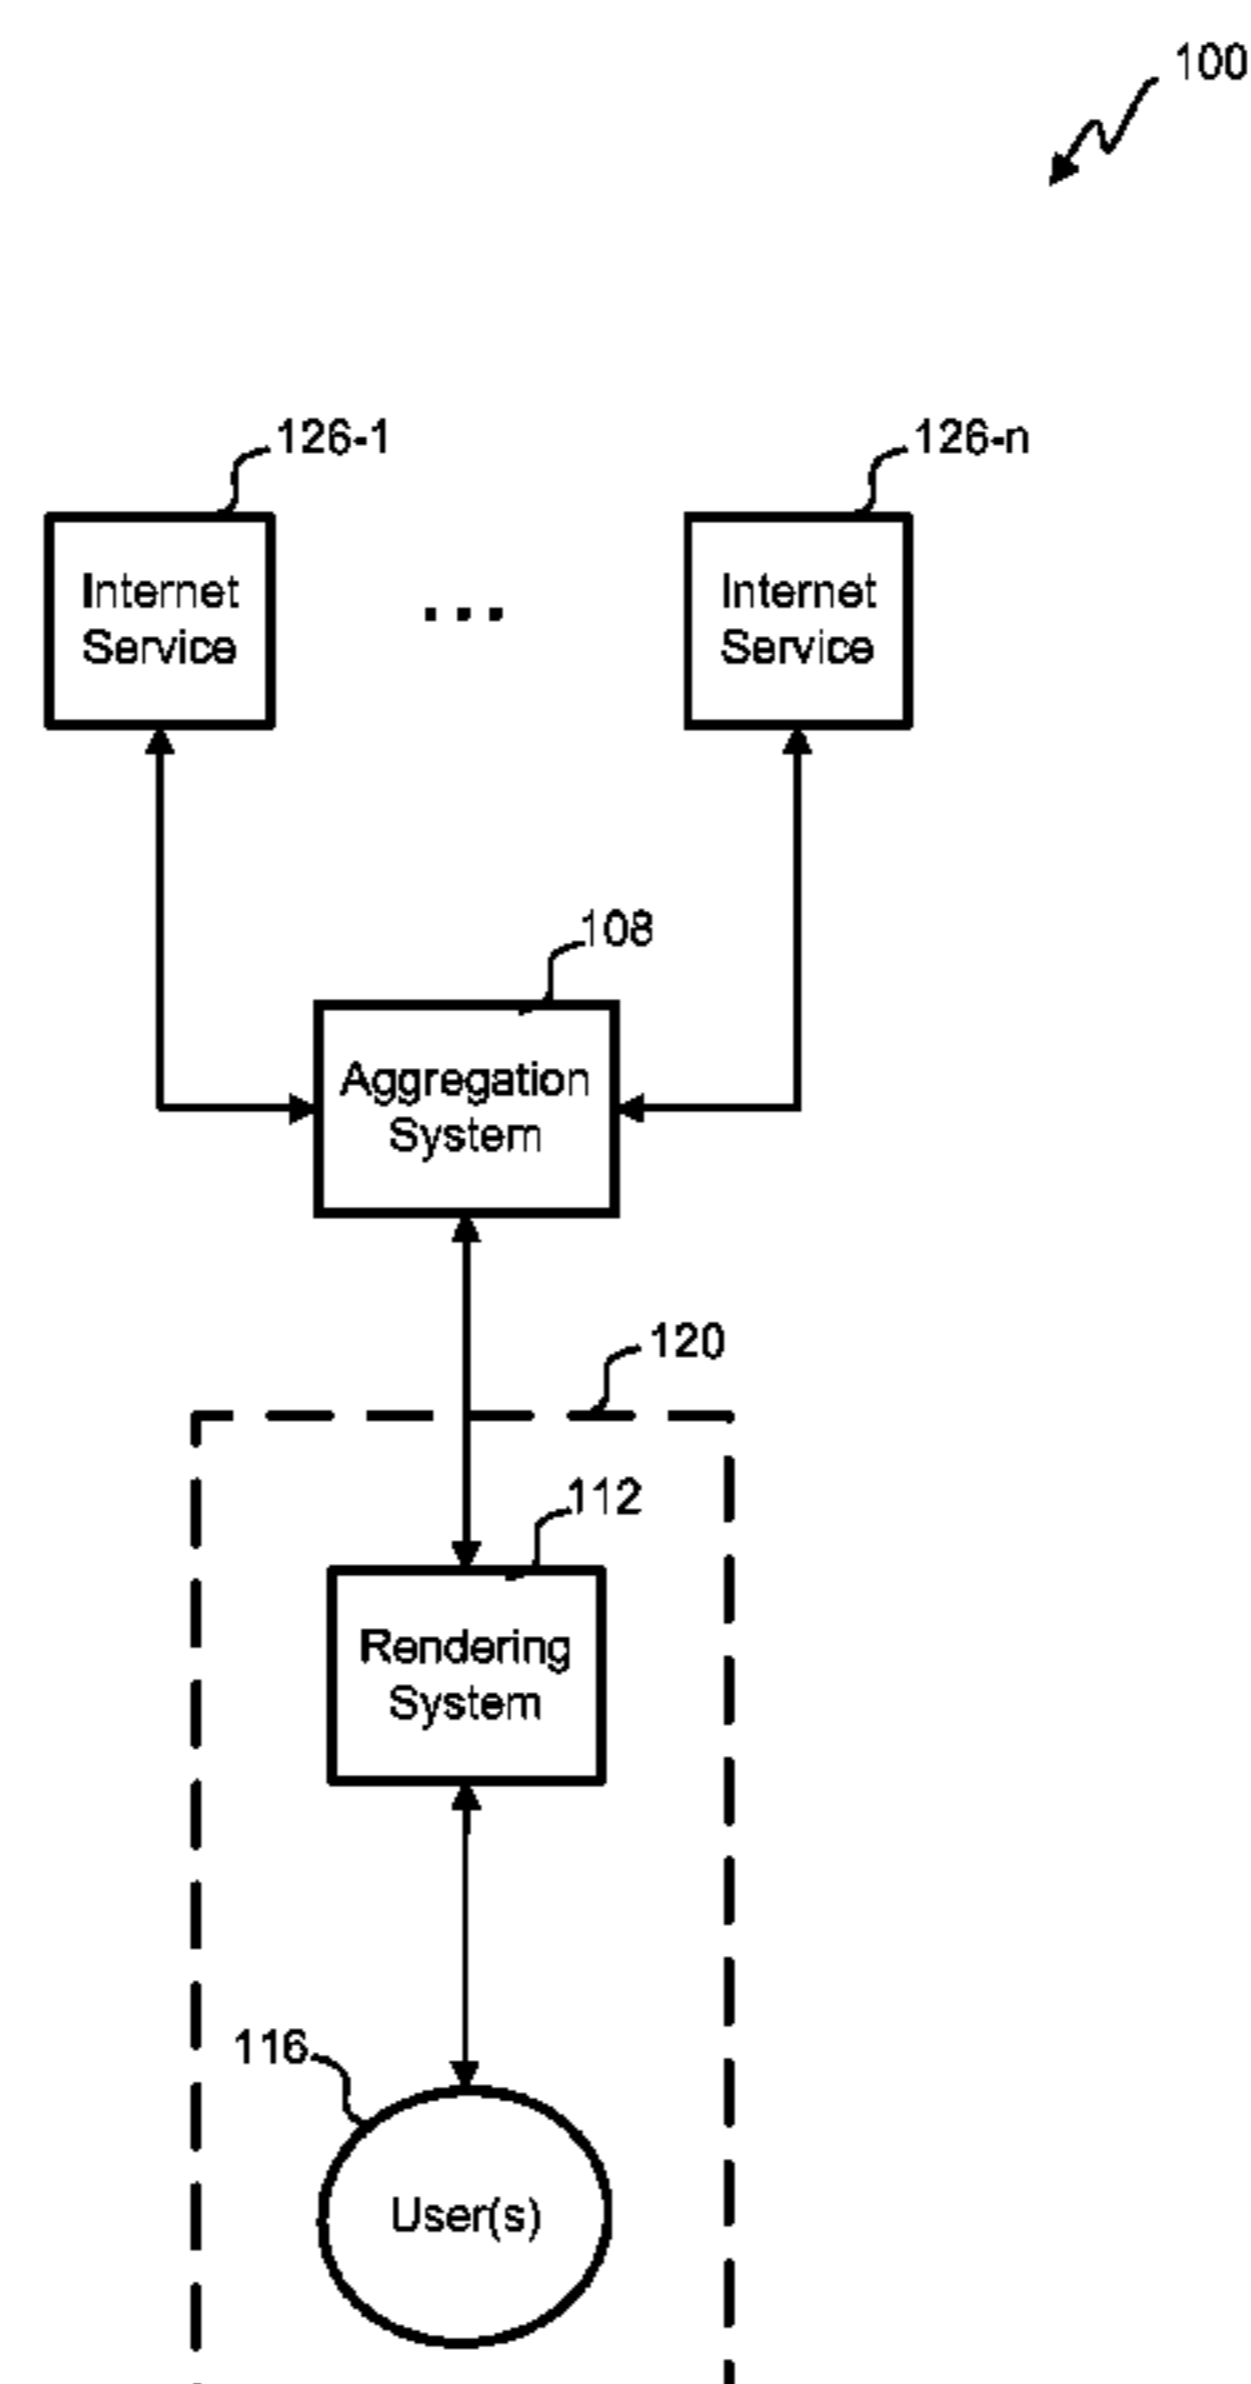 100
126-1
126-n
Internet
Service
...
Internet
Service
108
Aggregation
System
120
112
Rendering
System
116
User(s)